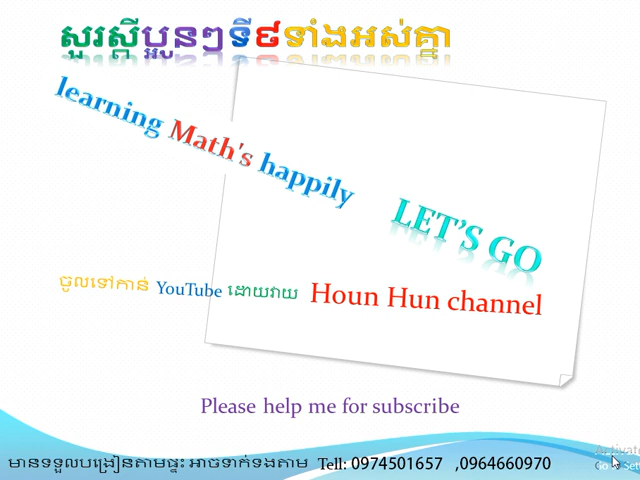 សួរស្តីប្អូនៗទី៩ទាំងអស់គ្នា
learning Math's happily
LET'S GO
ចូលទៅកាន់ YouTube ដោយវាយ Houn Hun channel
Please help me for subscribe
មានទទួលបង្រៀនតាមផ្ទះ អាចទាក់ទងតាម Tell: 0974501657 ,0964660970